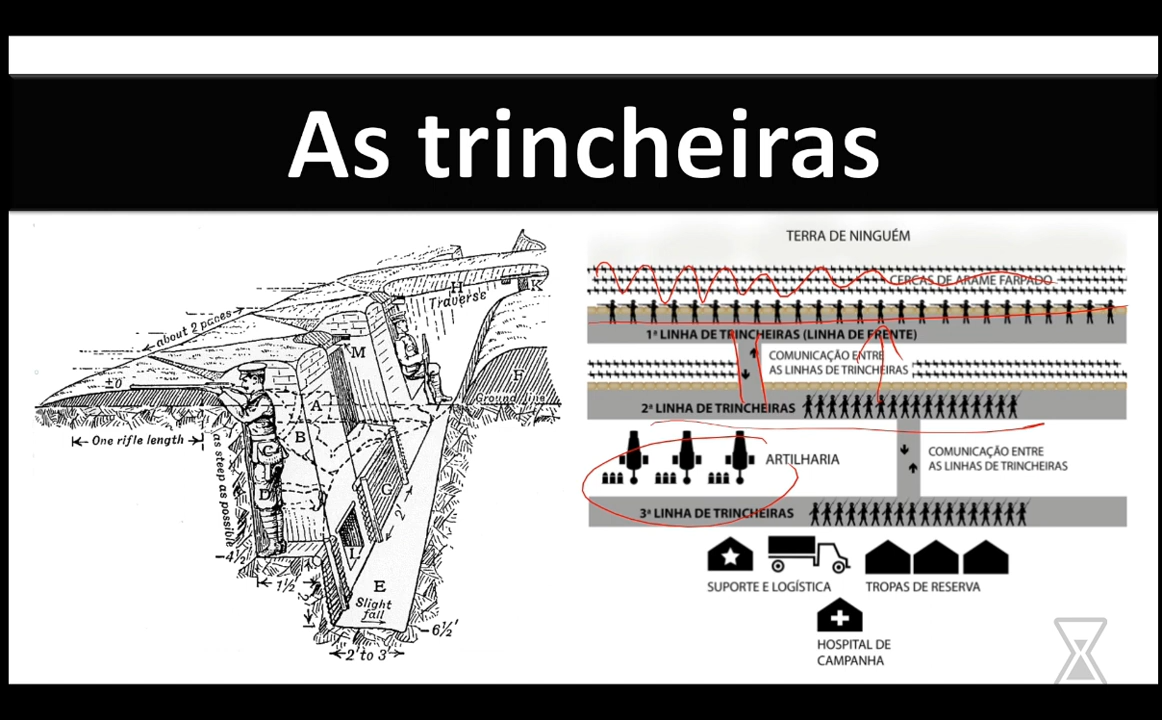 As trincheiras
about 2 paces
±0"
One rifle length
as steep as possible
-4½'
1½'
2'
2' to 3'
-6½'
A
B
C
D
E
Slight
fall
F
Ground line
G
2'
H
Traverse
K
L
M
TERRA DE NINGUÉM
CERCAS DE ARAME FARPADO
1ª LINHA DE TRINCHEIRAS (LINHA DE FRENTE)
COMUNICAÇÃO ENTRE
AS LINHAS DE TRINCHEIRAS
2ª LINHA DE TRINCHEIRAS
ARTILHARIA
COMUNICAÇÃO ENTRE
AS LINHAS DE TRINCHEIRAS
3ª LINHA DE TRINCHEIRAS
SUPORTE E LOGÍSTICA
TROPAS DE RESERVA
HOSPITAL DE
CAMPANHA